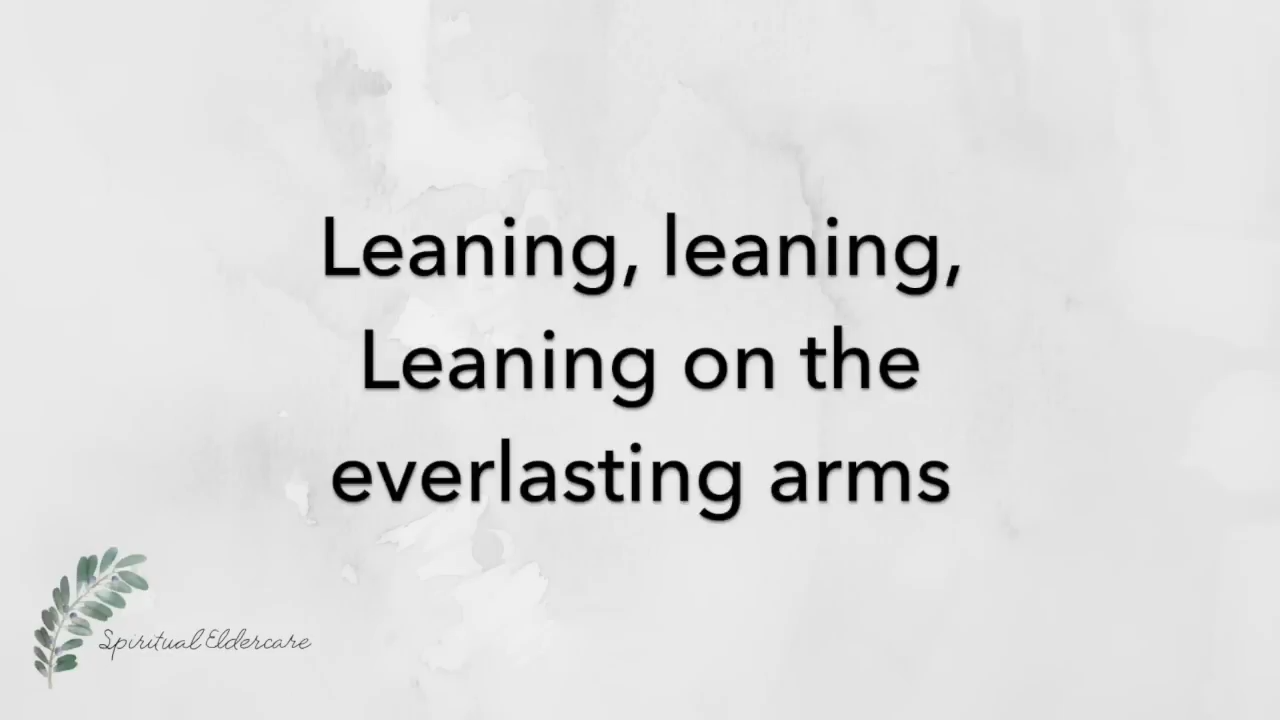 Leaning, leaning,
Leaning on the
everlasting arms
Spiritual Eldercare